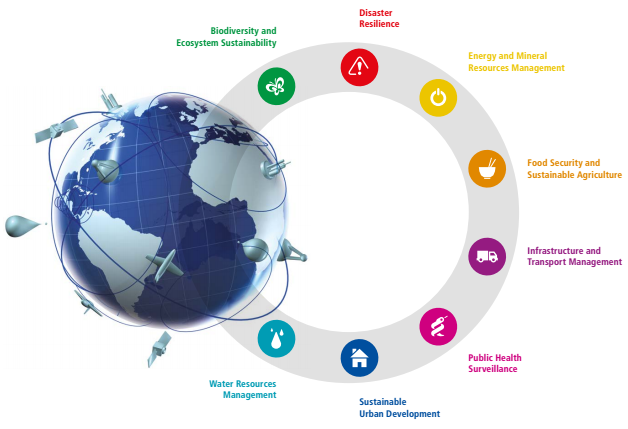 Disaster
Resilience
Biodiversity and
Ecosystem Sustainability
Energy and Mineral
Resources Management
Food Security and
Sustainable Agriculture
Infrastructure and
Transport Management
Public Health
Surveillance
Water Resources
Management
Sustainable
Urban Development